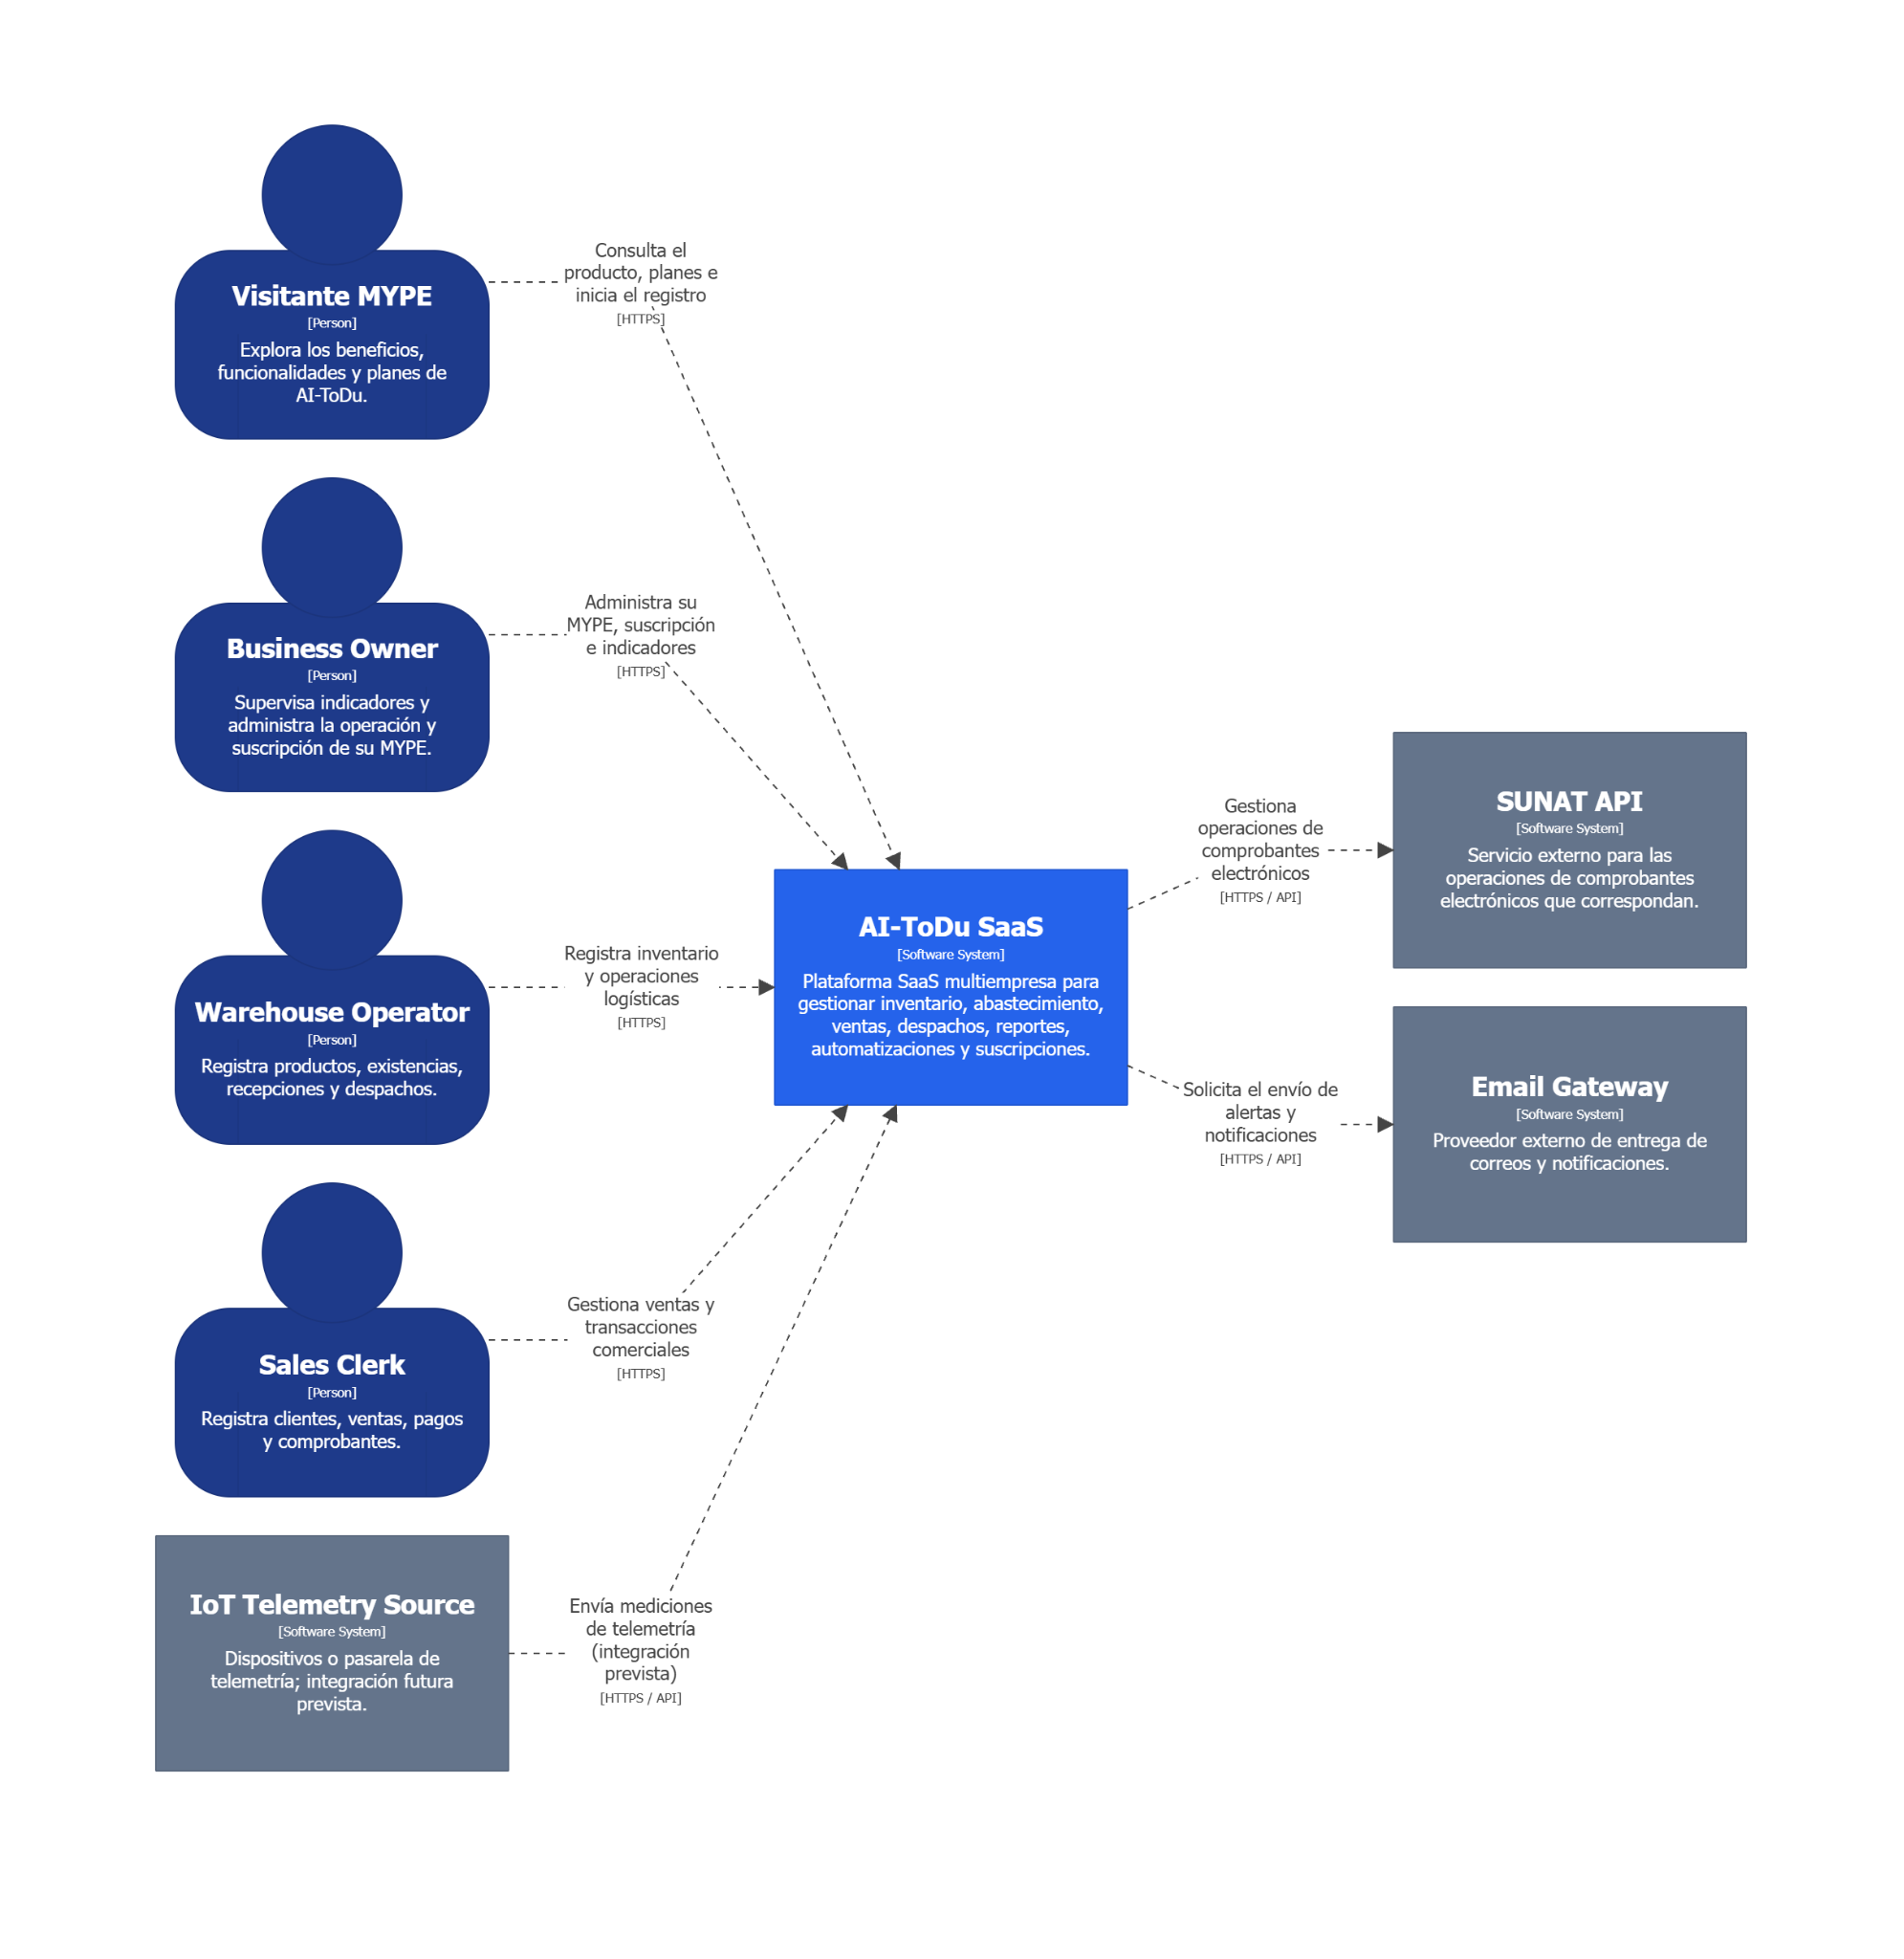 Visitante MYPE
[Person]
Explora los beneficios,
funcionalidades y planes de
AI-ToDu.
Consulta el
producto, planes e
inicia el registro
[HTTPS]
Business Owner
[Person]
Supervisa indicadores y
administra la operación y
suscripción de su MYPE.
Administra su
MYPE, suscripción
e indicadores
[HTTPS]
Warehouse Operator
[Person]
Registra productos, existencias,
recepciones y despachos.
Registra inventario
y operaciones
logísticas
[HTTPS]
Sales Clerk
[Person]
Registra clientes, ventas, pagos
y comprobantes.
Gestiona ventas y
transacciones
comerciales
[HTTPS]
IoT Telemetry Source
[Software System]
Dispositivos o pasarela de
telemetría; integración futura
prevista.
Envía mediciones
de telemetría
(integración
prevista)
[HTTPS / API]
AI-ToDu SaaS
[Software System]
Plataforma SaaS multiempresa para
gestionar inventario, abastecimiento,
ventas, despachos, reportes,
automatizaciones y suscripciones.
Gestiona
operaciones de
comprobantes
electrónicos
[HTTPS / API]
SUNAT API
[Software System]
Servicio externo para las
operaciones de comprobantes
electrónicos que correspondan.
Solicita el envío de
alertas y
notificaciones
[HTTPS / API]
Email Gateway
[Software System]
Proveedor externo de entrega de
correos y notificaciones.